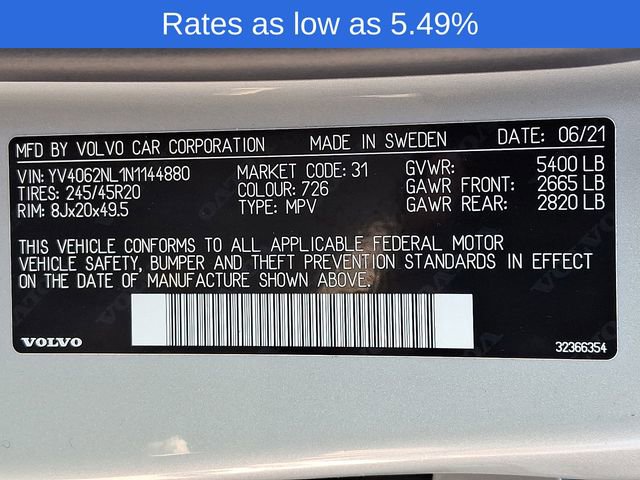 Rates as low as 5.49%
MFD BY VOLVO CAR CORPORATION MADE IN SWEDEN DATE: 06/21
VIN: YV4062NL1N1144880 MARKET CODE: 31 GVWR: 5400 LB
TIRES: 245/45R20 COLOUR: 726 GAWR FRONT: 2665 LB
RIM: 8Jx20x49.5 TYPE: MPV GAWR REAR: 2820 LB
THIS VEHICLE CONFORMS TO ALL APPLICABLE FEDERAL MOTOR
VEHICLE SAFETY, BUMPER AND THEFT PREVENTION STANDARDS IN EFFECT
ON THE DATE OF MANUFACTURE SHOWN ABOVE.
VOLVO 32366354